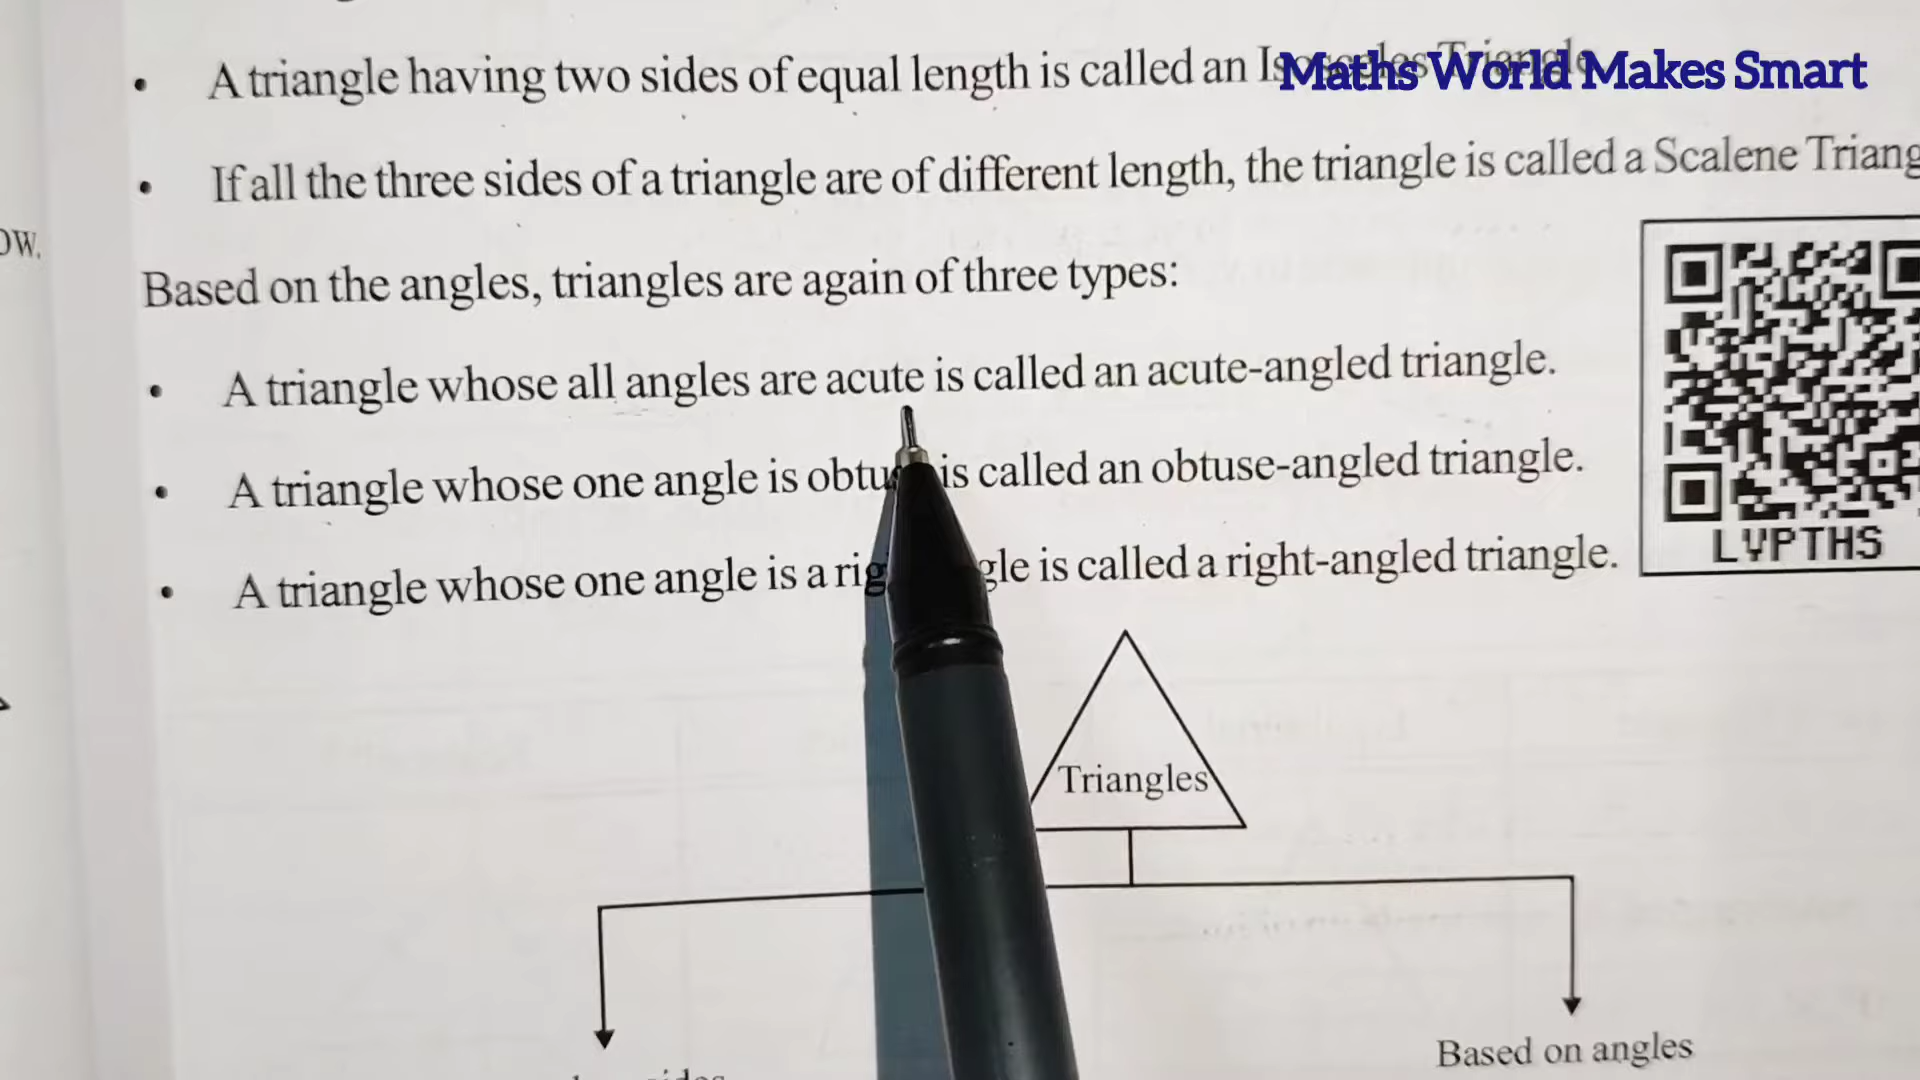 A triangle having two sides of equal length is called an
Maths World Makes Smart
If all the three sides of a triangle are of different length, the triangle is called a Scalene Triang
ow.
Based on the angles, triangles are again of three types:
A triangle whose all angles are acute is called an acute-angled triangle.
A triangle whose one angle is obtu is called an obtuse-angled triangle.
A triangle whose one angle is a rig gle is called a right-angled triangle.
LVPTHS
Triangles
Based on angles